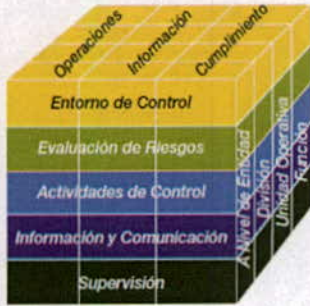 Operaciones
Información
Cumplimiento
Entorno de Control
Evaluación de Riesgos
Actividades de Control
Información y Comunicación
Supervisión
A Nivel de Entidad
División
Unidad Operativa
Función